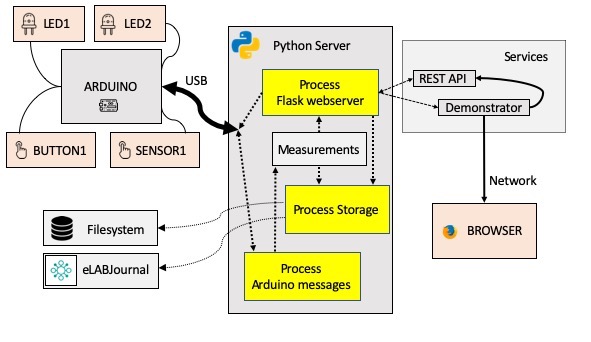 LED1
LED2
ARDUINO
USB
BUTTON1
SENSOR1
Python Server
Process
Flask webserver
Measurements
Process Storage
Process
Arduino messages
Filesystem
eLABJournal
Services
REST API
Demonstrator
Network
BROWSER